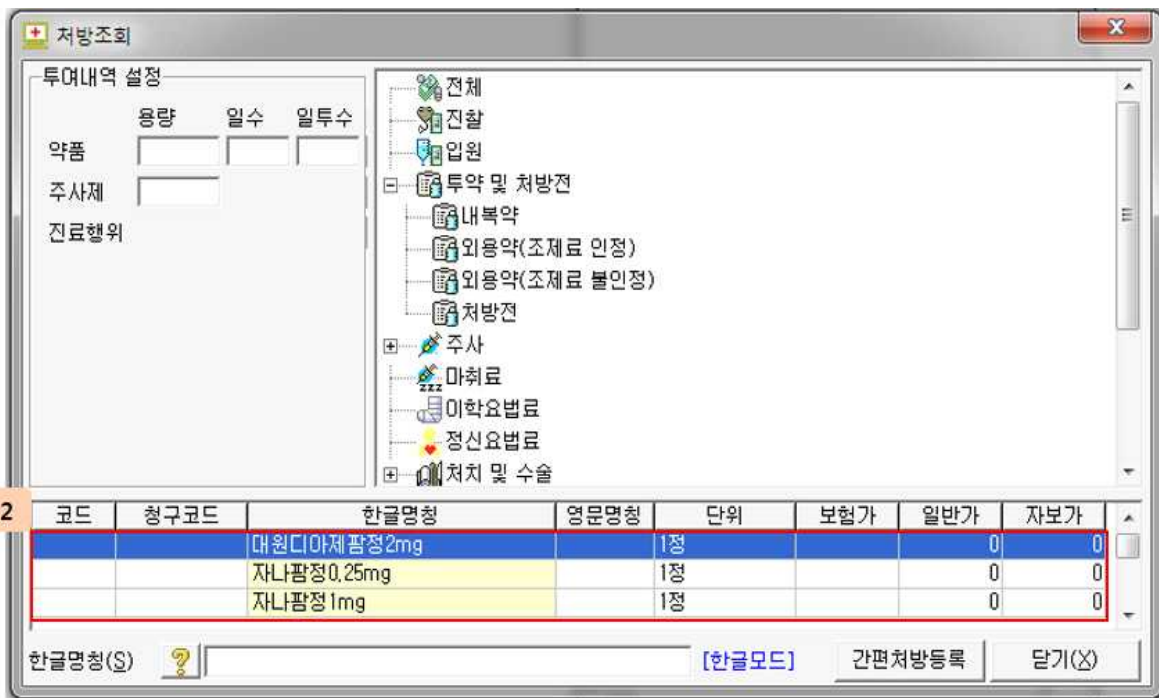 처방조회
투여내역 설정
용량 일수 일투수
약품
주사제
진료행위
전체
진찰
입원
투약 및 처방전
내복약
외용약(조제료 인정)
외용약(조제료 불인정)
처방전
주사
마취료
이학요법료
정신요법료
처치 및 수술
2
코드 청구코드 한글명칭 영문명칭 단위 보험가 일반가 자보가
대원디아제팜정2mg 1정 0 0
자나팜정0,25mg 1정 0 0
자나팜정1mg 1정 0 0
한글명칭(S) [한글모드] 간편처방등록 닫기(X)